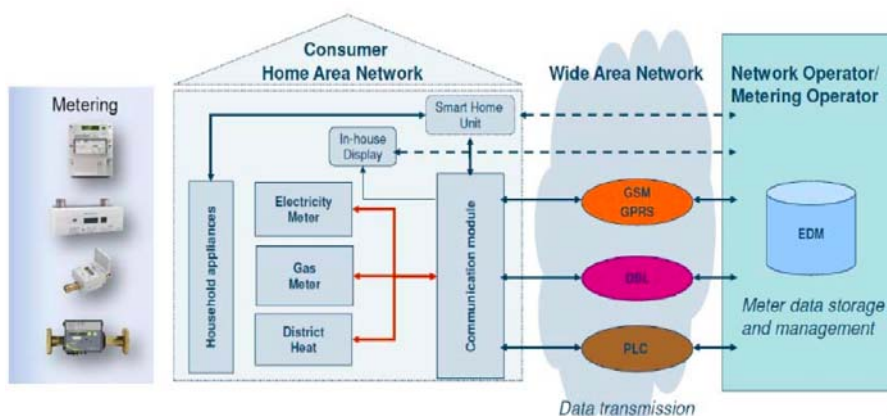 Metering
Consumer
Home Area Network
Smart Home
Unit
In-house
Display
Household appliances
Electricity
Meter
Gas
Meter
District
Heat
Communication module
Wide Area Network
GSM
GPRS
DSL
PLC
Data transmission
Network Operator/
Metering Operator
EDM
Meter data storage
and management